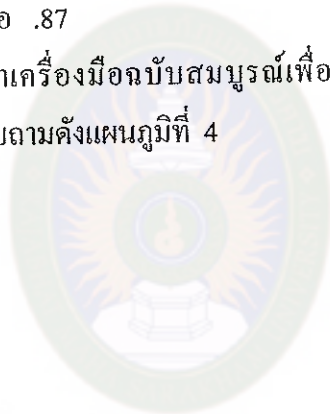 อ .87
าเครื่องมือฉบับสมบูรณ์เพื่อ
บถามดังแผนภูมิที่ 4